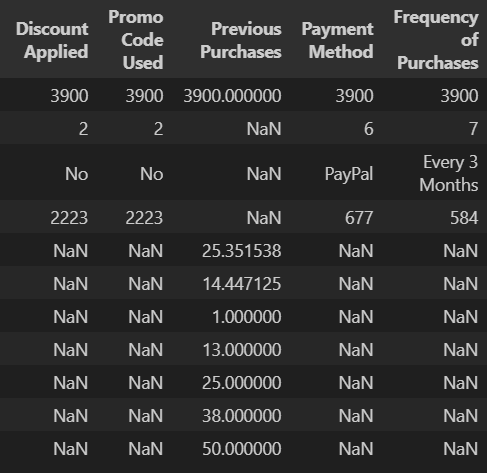 Discount Applied Promo Code Used Previous Purchases Payment Method Frequency of Purchases
3900 3900 3900.000000 3900 3900
2 2 NaN 6 7
No No NaN PayPal Every 3 Months
2223 2223 NaN 677 584
NaN NaN 25.351538 NaN NaN
NaN NaN 14.447125 NaN NaN
NaN NaN 1.000000 NaN NaN
NaN NaN 13.000000 NaN NaN
NaN NaN 25.000000 NaN NaN
NaN NaN 38.000000 NaN NaN
NaN NaN 50.000000 NaN NaN